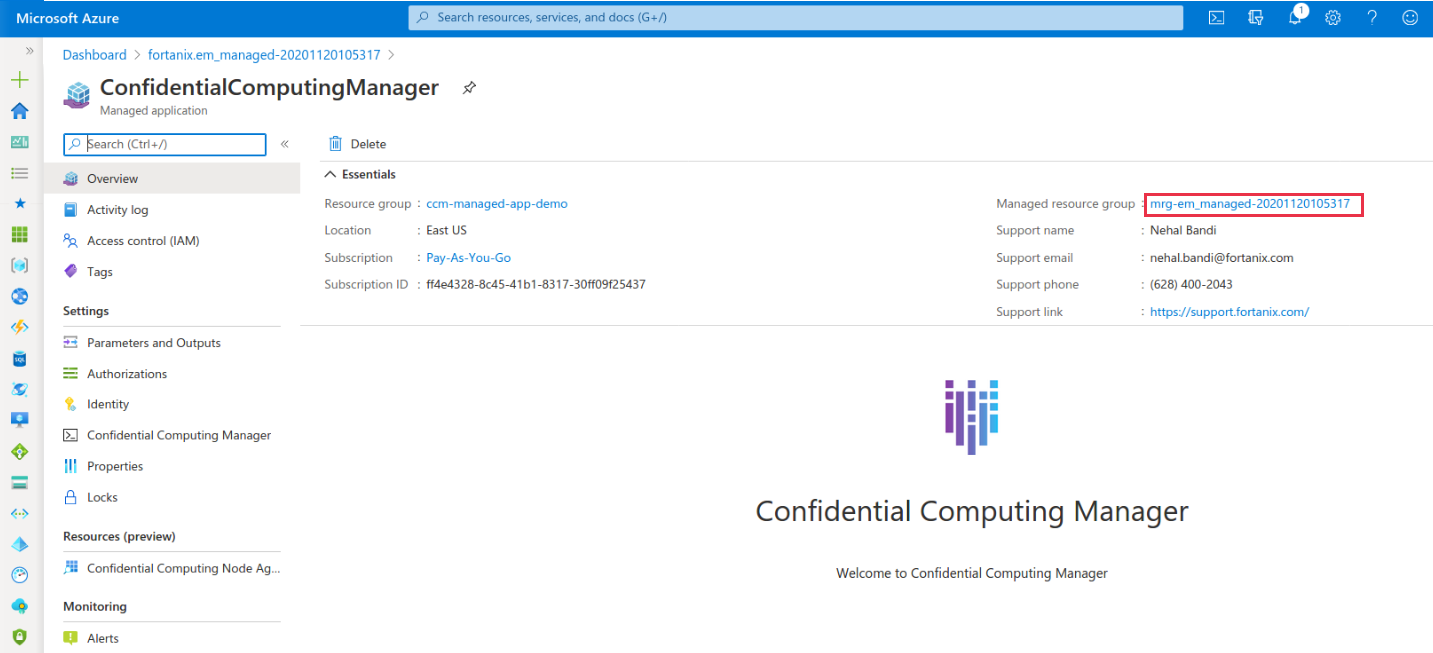 Microsoft Azure
Search resources, services, and docs (G+/)
1
Dashboard > fortanix.em_managed-20201120105317 >
ConfidentialComputingManager
Managed application
Search (Ctrl+/)
«
Delete
Overview
Activity log
Access control (IAM)
Tags
Settings
Parameters and Outputs
Authorizations
Identity
Confidential Computing Manager
Properties
Locks
Resources (preview)
Confidential Computing Node Ag...
Monitoring
Alerts
Essentials
Resource group : ccm-managed-app-demo
Location : East US
Subscription : Pay-As-You-Go
Subscription ID : ff4e4328-8c45-41b1-8317-30ff09f25437
Managed resource group : mrg-em_managed-20201120105317
Support name : Nehal Bandi
Support email : nehal.bandi@fortanix.com
Support phone : (628) 400-2043
Support link : https://support.fortanix.com/
Confidential Computing Manager
Welcome to Confidential Computing Manager